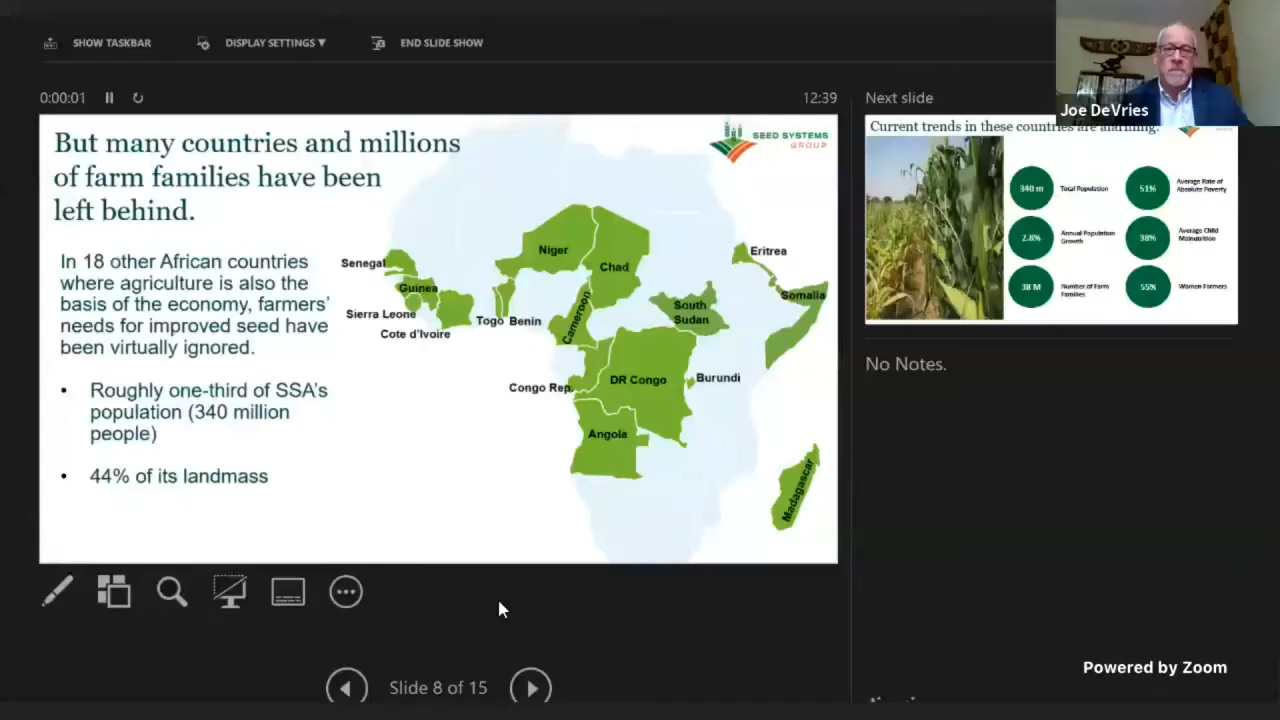 SHOW TASKBAR
DISPLAY SETTINGS ▼
END SLIDE SHOW
0:00:01
12:39
Next slide
Joe DeVries
But many countries and millions
of farm families have been
left behind.
SEED SYSTEMS
GROUP
In 18 other African countries
where agriculture is also the
basis of the economy, farmers'
needs for improved seed have
been virtually ignored.
• Roughly one-third of SSA's
population (340 million
people)
• 44% of its landmass
Senegal
Guinea
Sierra Leone
Cote d'Ivoire
Togo
Benin
Niger
Chad
Cameroon
Congo Rep.
DR Congo
Angola
South
Sudan
Burundi
Eritrea
Somalia
Madagascar
Current trends in these countries are alarming.
340 m
Total Population
51%
Average Rate of
Absolute Poverty
2.8%
Annual Population
Growth
38%
Average Child
Malnutrition
38 M
Number of Farm
Families
55%
Women Farmers
No Notes.
Slide 8 of 15
Powered by Zoom